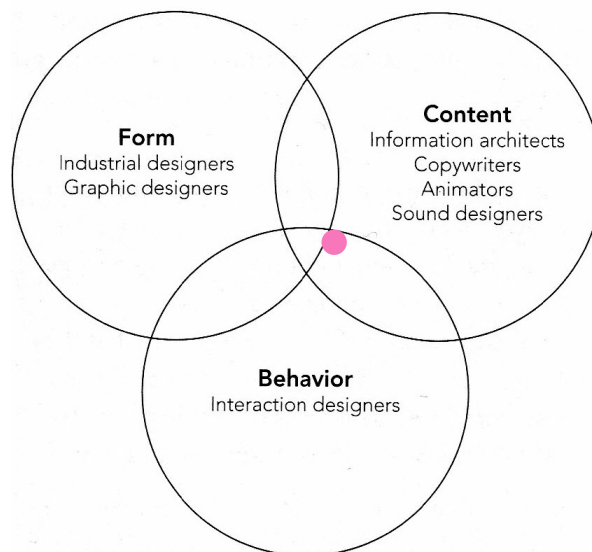 Form
Industrial designers
Graphic designers
Content
Information architects
Copywriters
Animators
Sound designers
Behavior
Interaction designers